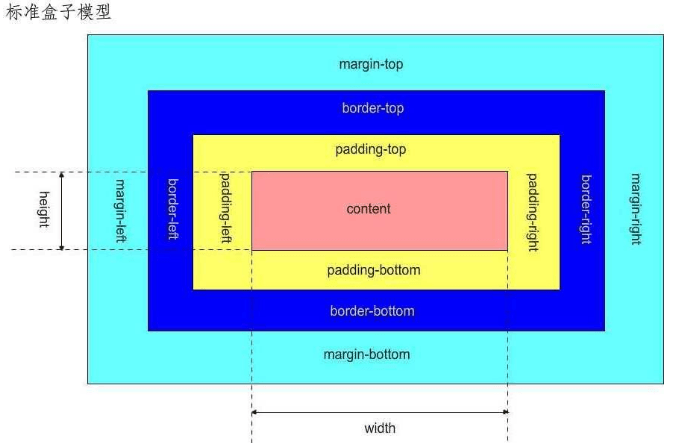 标准盒子模型
margin-top
border-top
padding-top
height
margin-left
border-left
padding-left
content
padding-right
border-right
margin-right
padding-bottom
border-bottom
margin-bottom
width